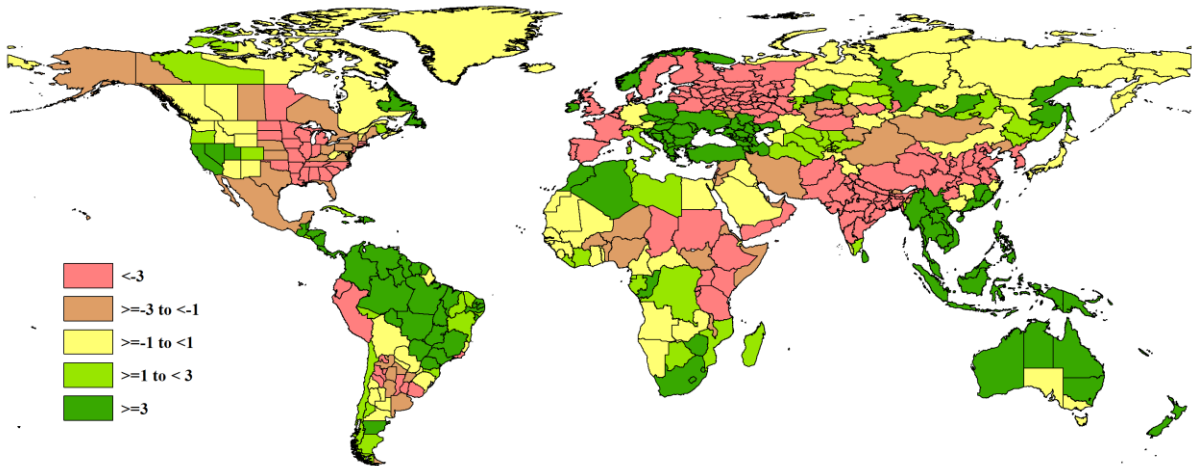 <-3
>=-3 to <-1
>=-1 to <1
>=1 to < 3
>=3